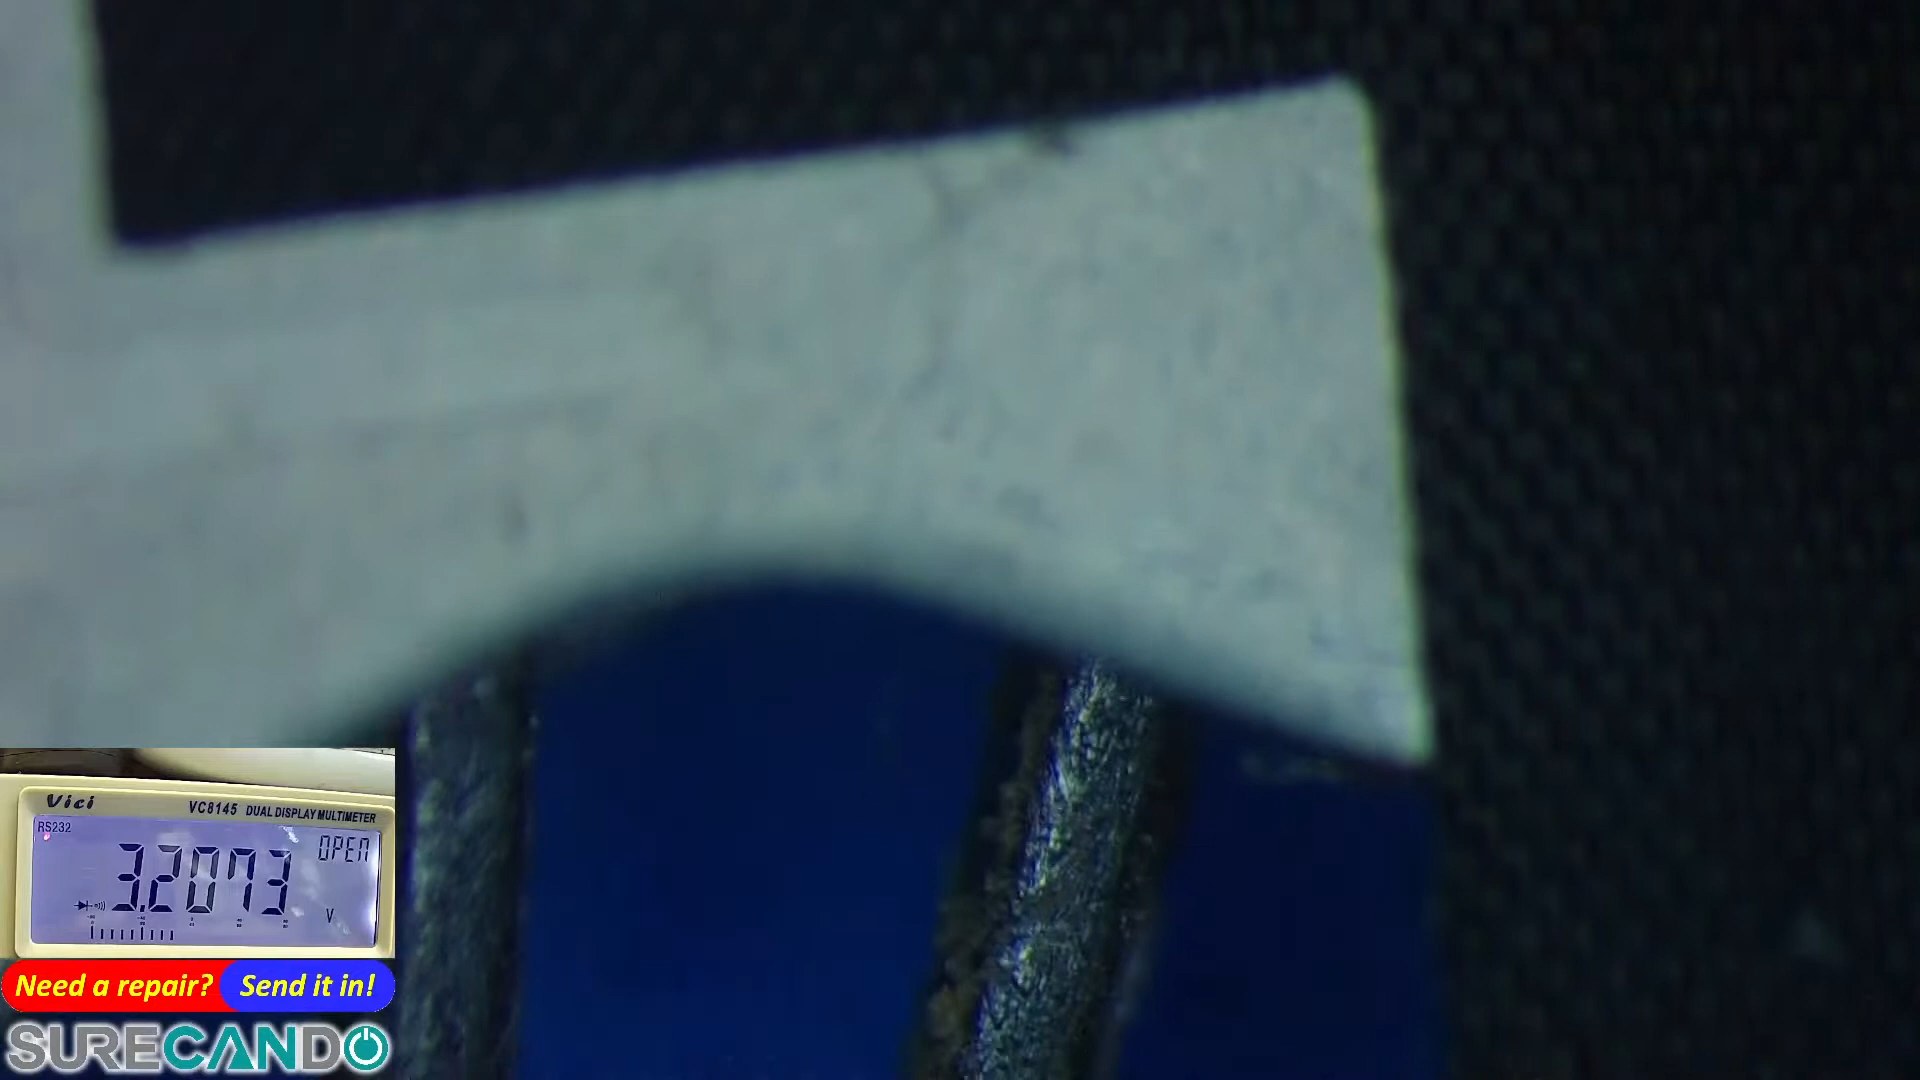 Vici
VC8145 DUAL DISPLAY MULTIMETER
RS232
OPEN
3.2073
V
Need a repair? Send it in!
SURECANDO